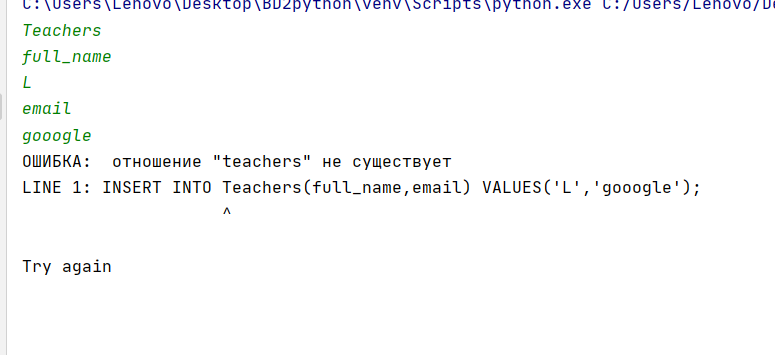 C:\Users\Lenovo\Desktop\BD2python\venv\Scripts\python.exe C:/Users/Lenovo/De
Teachers
full_name
L
email
gooogle
ОШИБКА:  отношение "teachers" не существует
LINE 1: INSERT INTO Teachers(full_name,email) VALUES('L','gooogle');
^
Try again